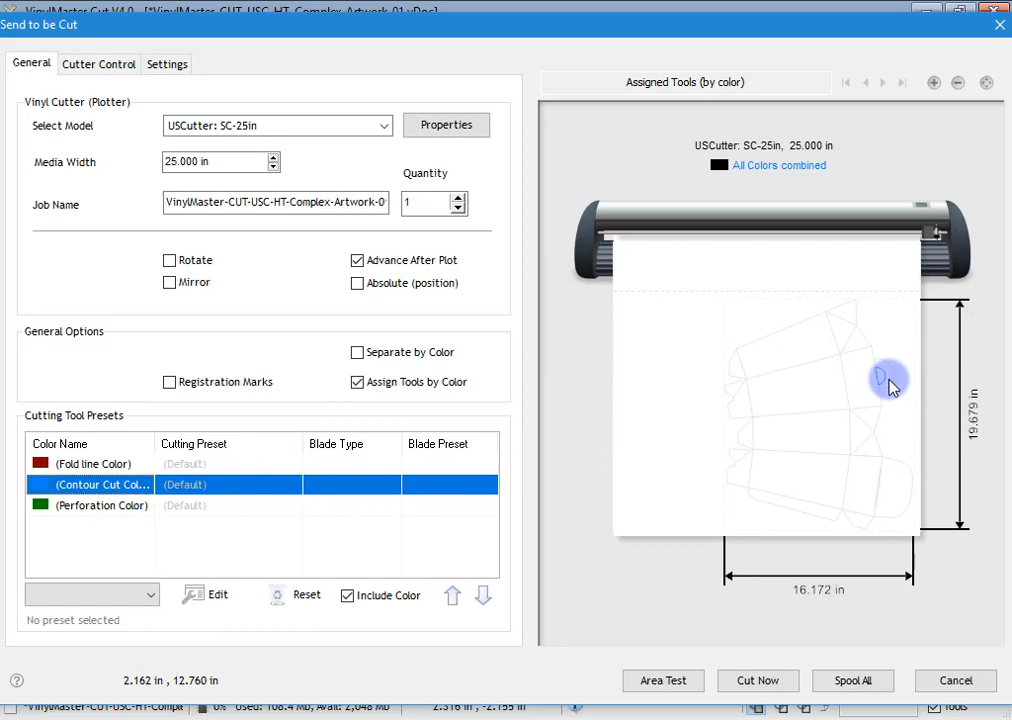 VinylMaster Cut V4.0 - [*VinylMaster-CUT-USC-HT-Complex-Artwork-01.vDoc]
Send to be Cut
General
Cutter Control
Settings
Vinyl Cutter (Plotter)
Select Model
USCutter: SC-25in
Properties
Media Width
25.000 in
Quantity
Job Name
VinylMaster-CUT-USC-HT-Complex-Artwork-0
1
Rotate
Advance After Plot
Mirror
Absolute (position)
General Options
Separate by Color
Registration Marks
Assign Tools by Color
Cutting Tool Presets
Color Name
Cutting Preset
Blade Type
Blade Preset
(Fold line Color)
(Default)
(Contour Cut Col...
(Default)
(Perforation Color)
(Default)
Edit
Reset
Include Color
No preset selected
2.162 in , 12.760 in
Assigned Tools (by color)
USCutter: SC-25in, 25.000 in
All Colors combined
19.679 in
16.172 in
Area Test
Cut Now
Spool All
Cancel
Tools